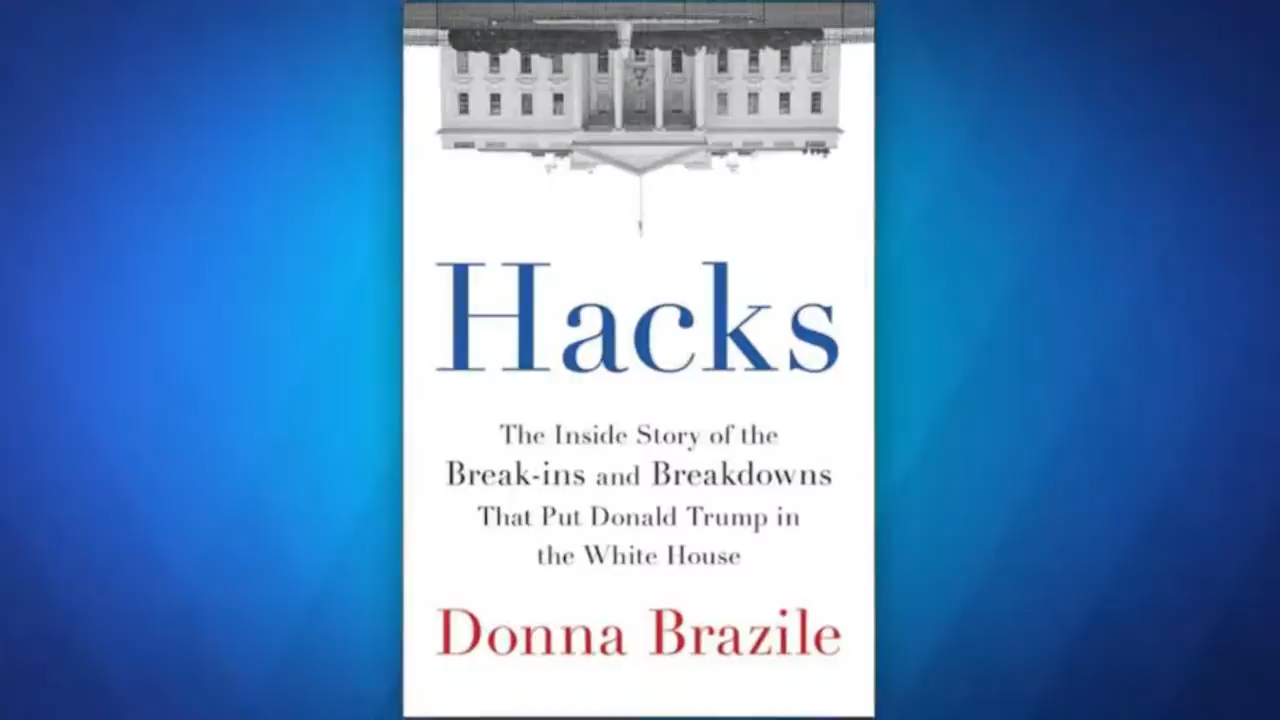 Hacks
The Inside Story of the
Break-ins and Breakdowns
That Put Donald Trump in
the White House
Donna Brazile